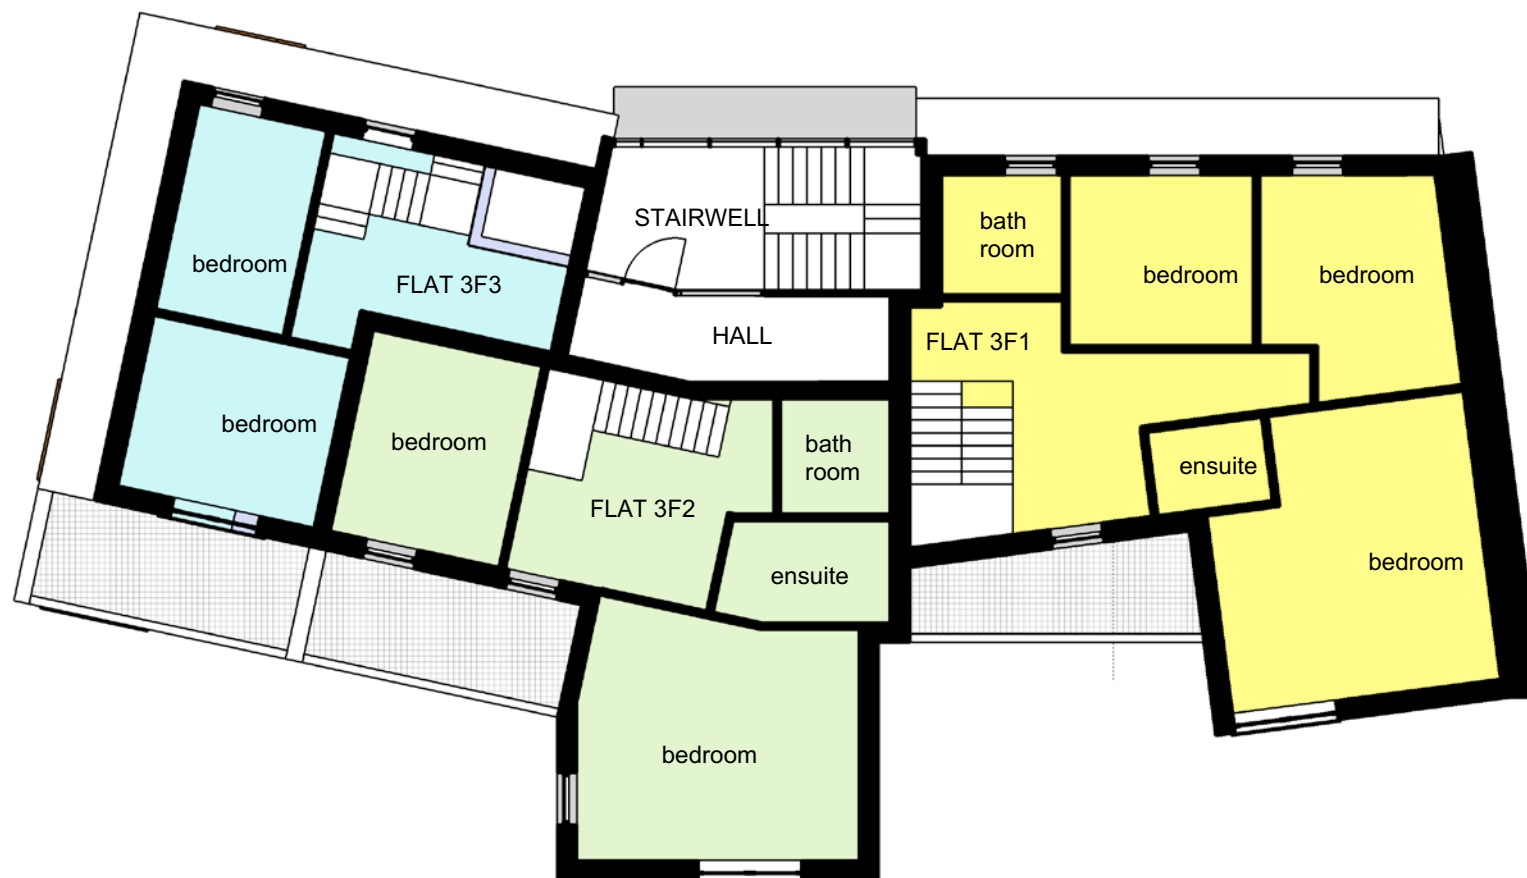 STAIRWELL
bath
room
bedroom
bedroom
bedroom
FLAT 3F3
HALL
FLAT 3F1
bedroom
bedroom
bath
room
ensuite
FLAT 3F2
ensuite
bedroom
bedroom